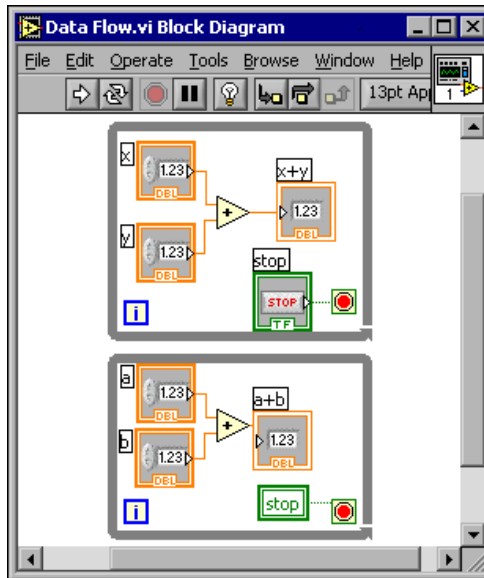 Data Flow.vi Block Diagram
File Edit Operate Tools Browse Window Help
13pt Ap
1
x
1.23
DBL
x+y
1.23
DBL
y
1.23
DBL
stop
STOP
TF
i
a
1.23
DBL
a+b
1.23
DBL
b
1.23
DBL
stop
i